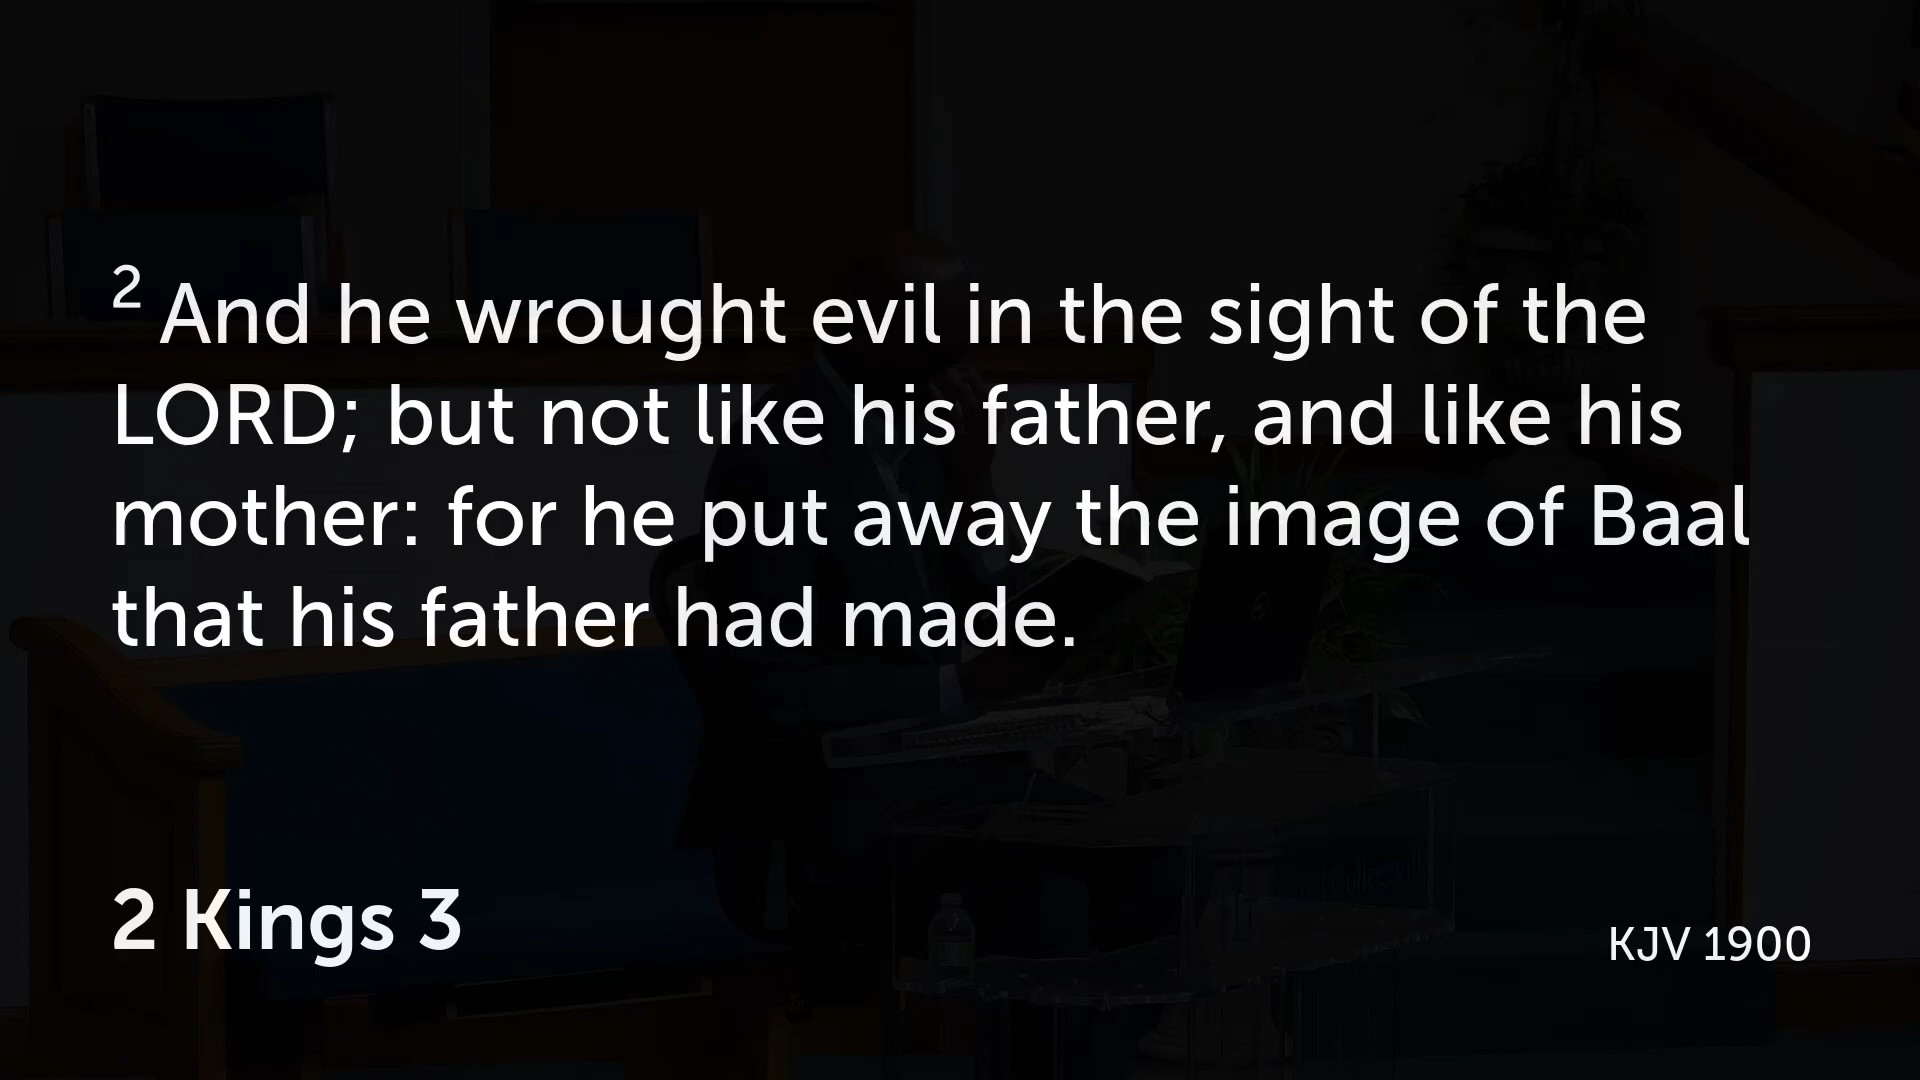 2 And he wrought evil in the sight of the
LORD; but not like his father, and like his
mother: for he put away the image of Baal
that his father had made.
2 Kings 3
KJV 1900